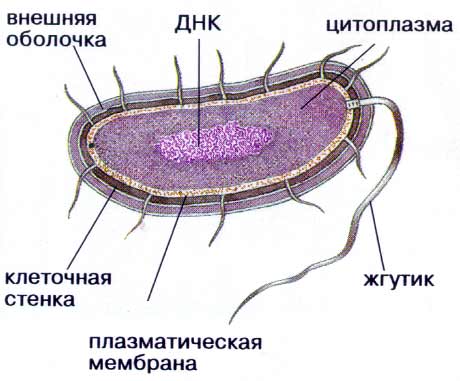 внешняя
оболочка
ДНК
цитоплазма
клеточная
стенка
жгутик
плазматическая
мембрана